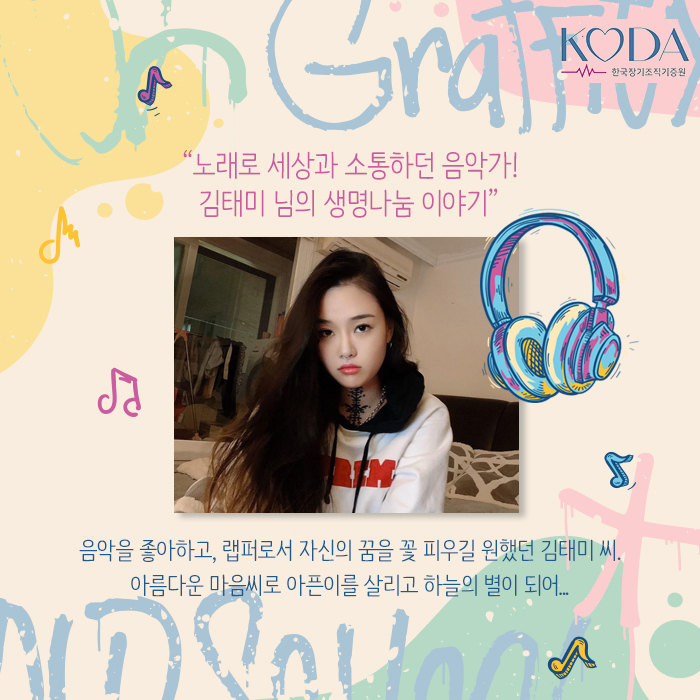 Graffiti
KODA
한국장기조직기증원
“노래로 세상과 소통하던 음악가!
김태미 님의 생명나눔 이야기”
음악을 좋아하고, 랩퍼로서 자신의 꿈을 꽃 피우길 원했던 김태미 씨.
아름다운 마음씨로 아픈이를 살리고 하늘의 별이 되어...